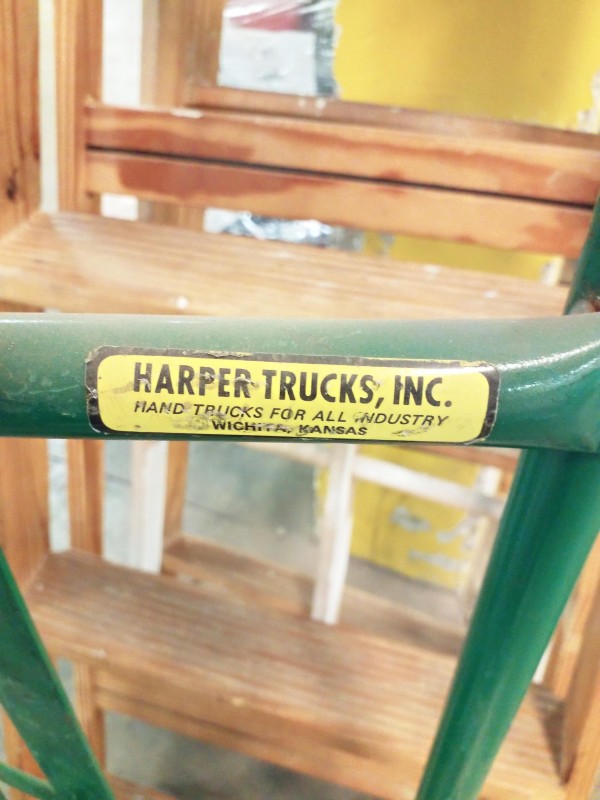 HARPER TRUCKS, INC.
HAND TRUCKS FOR ALL INDUSTRY
WICHITA, KANSAS